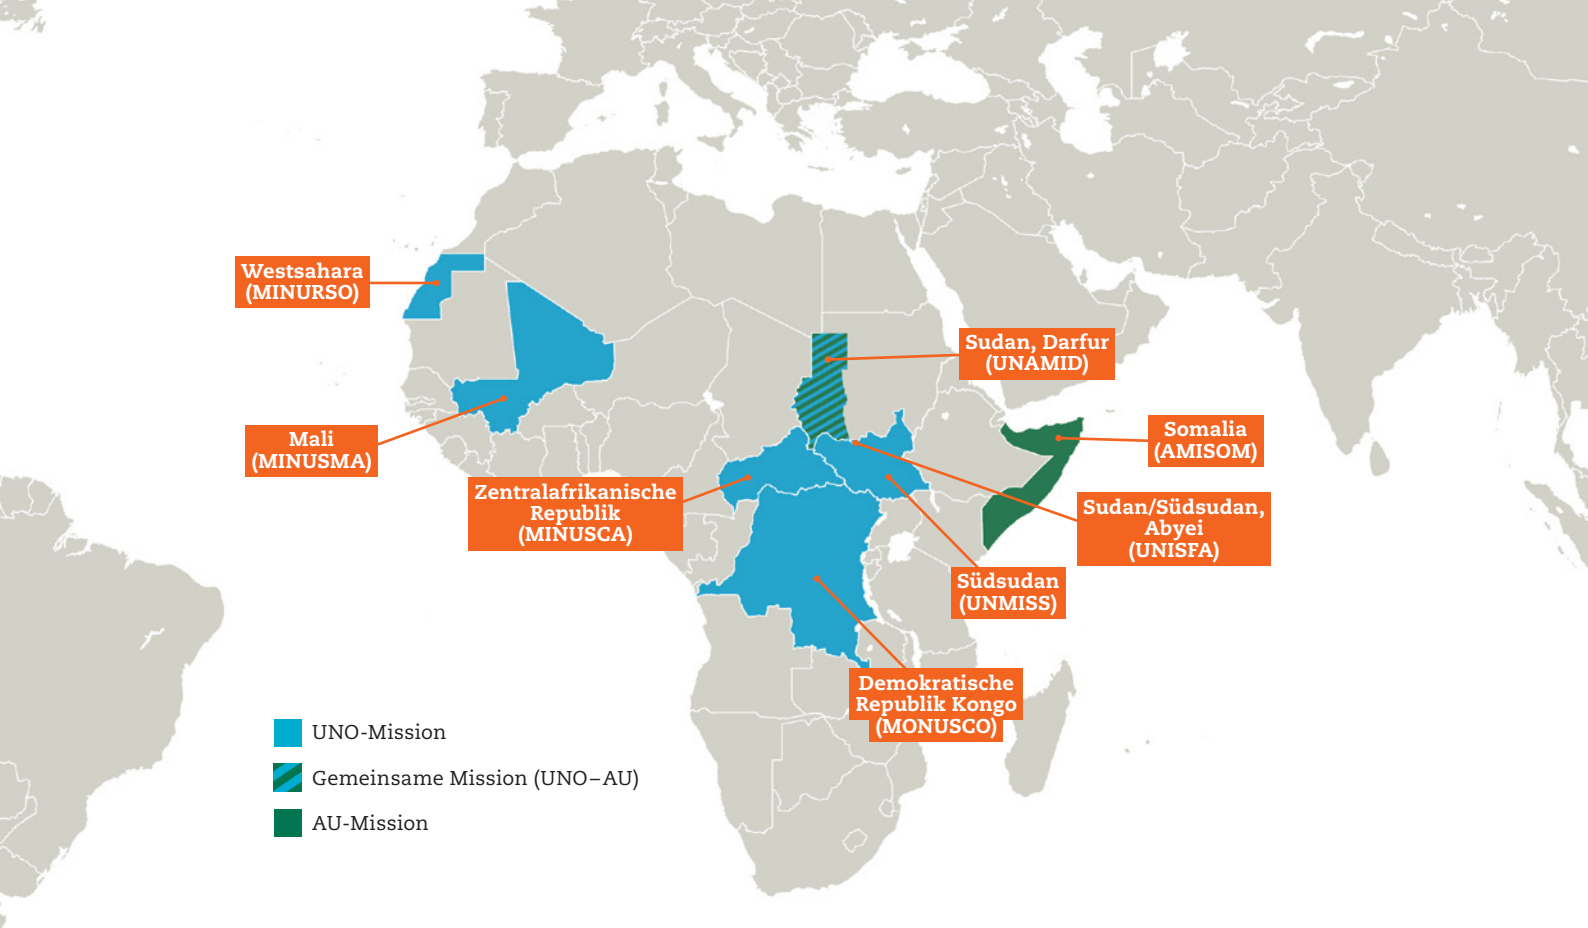 Westsahara
(MINURSO)
Sudan, Darfur
(UNAMID)
Mali
(MINUSMA)
Somalia
(AMISOM)
Zentralafrikanische
Republik
(MINUSCA)
Sudan/Südsudan,
Abyei
(UNISFA)
Südsudan
(UNMISS)
Demokratische
Republik Kongo
(MONUSCO)
UNO-Mission
Gemeinsame Mission (UNO–AU)
AU-Mission